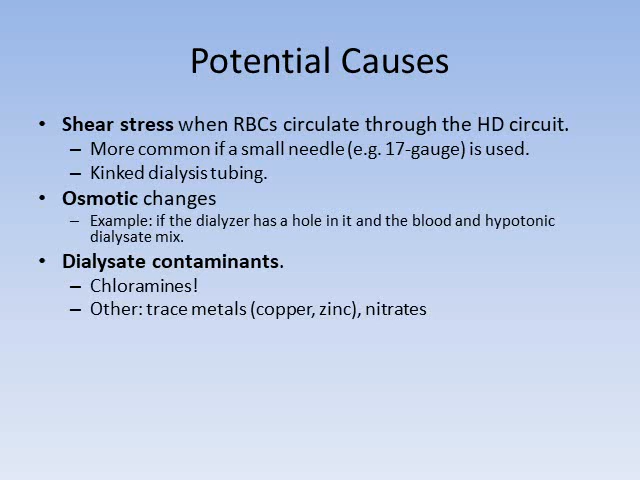 Potential Causes
• Shear stress when RBCs circulate through the HD circuit.
– More common if a small needle (e.g. 17-gauge) is used.
– Kinked dialysis tubing.
• Osmotic changes
– Example: if the dialyzer has a hole in it and the blood and hypotonic
dialysate mix.
• Dialysate contaminants.
– Chloramines!
– Other: trace metals (copper, zinc), nitrates